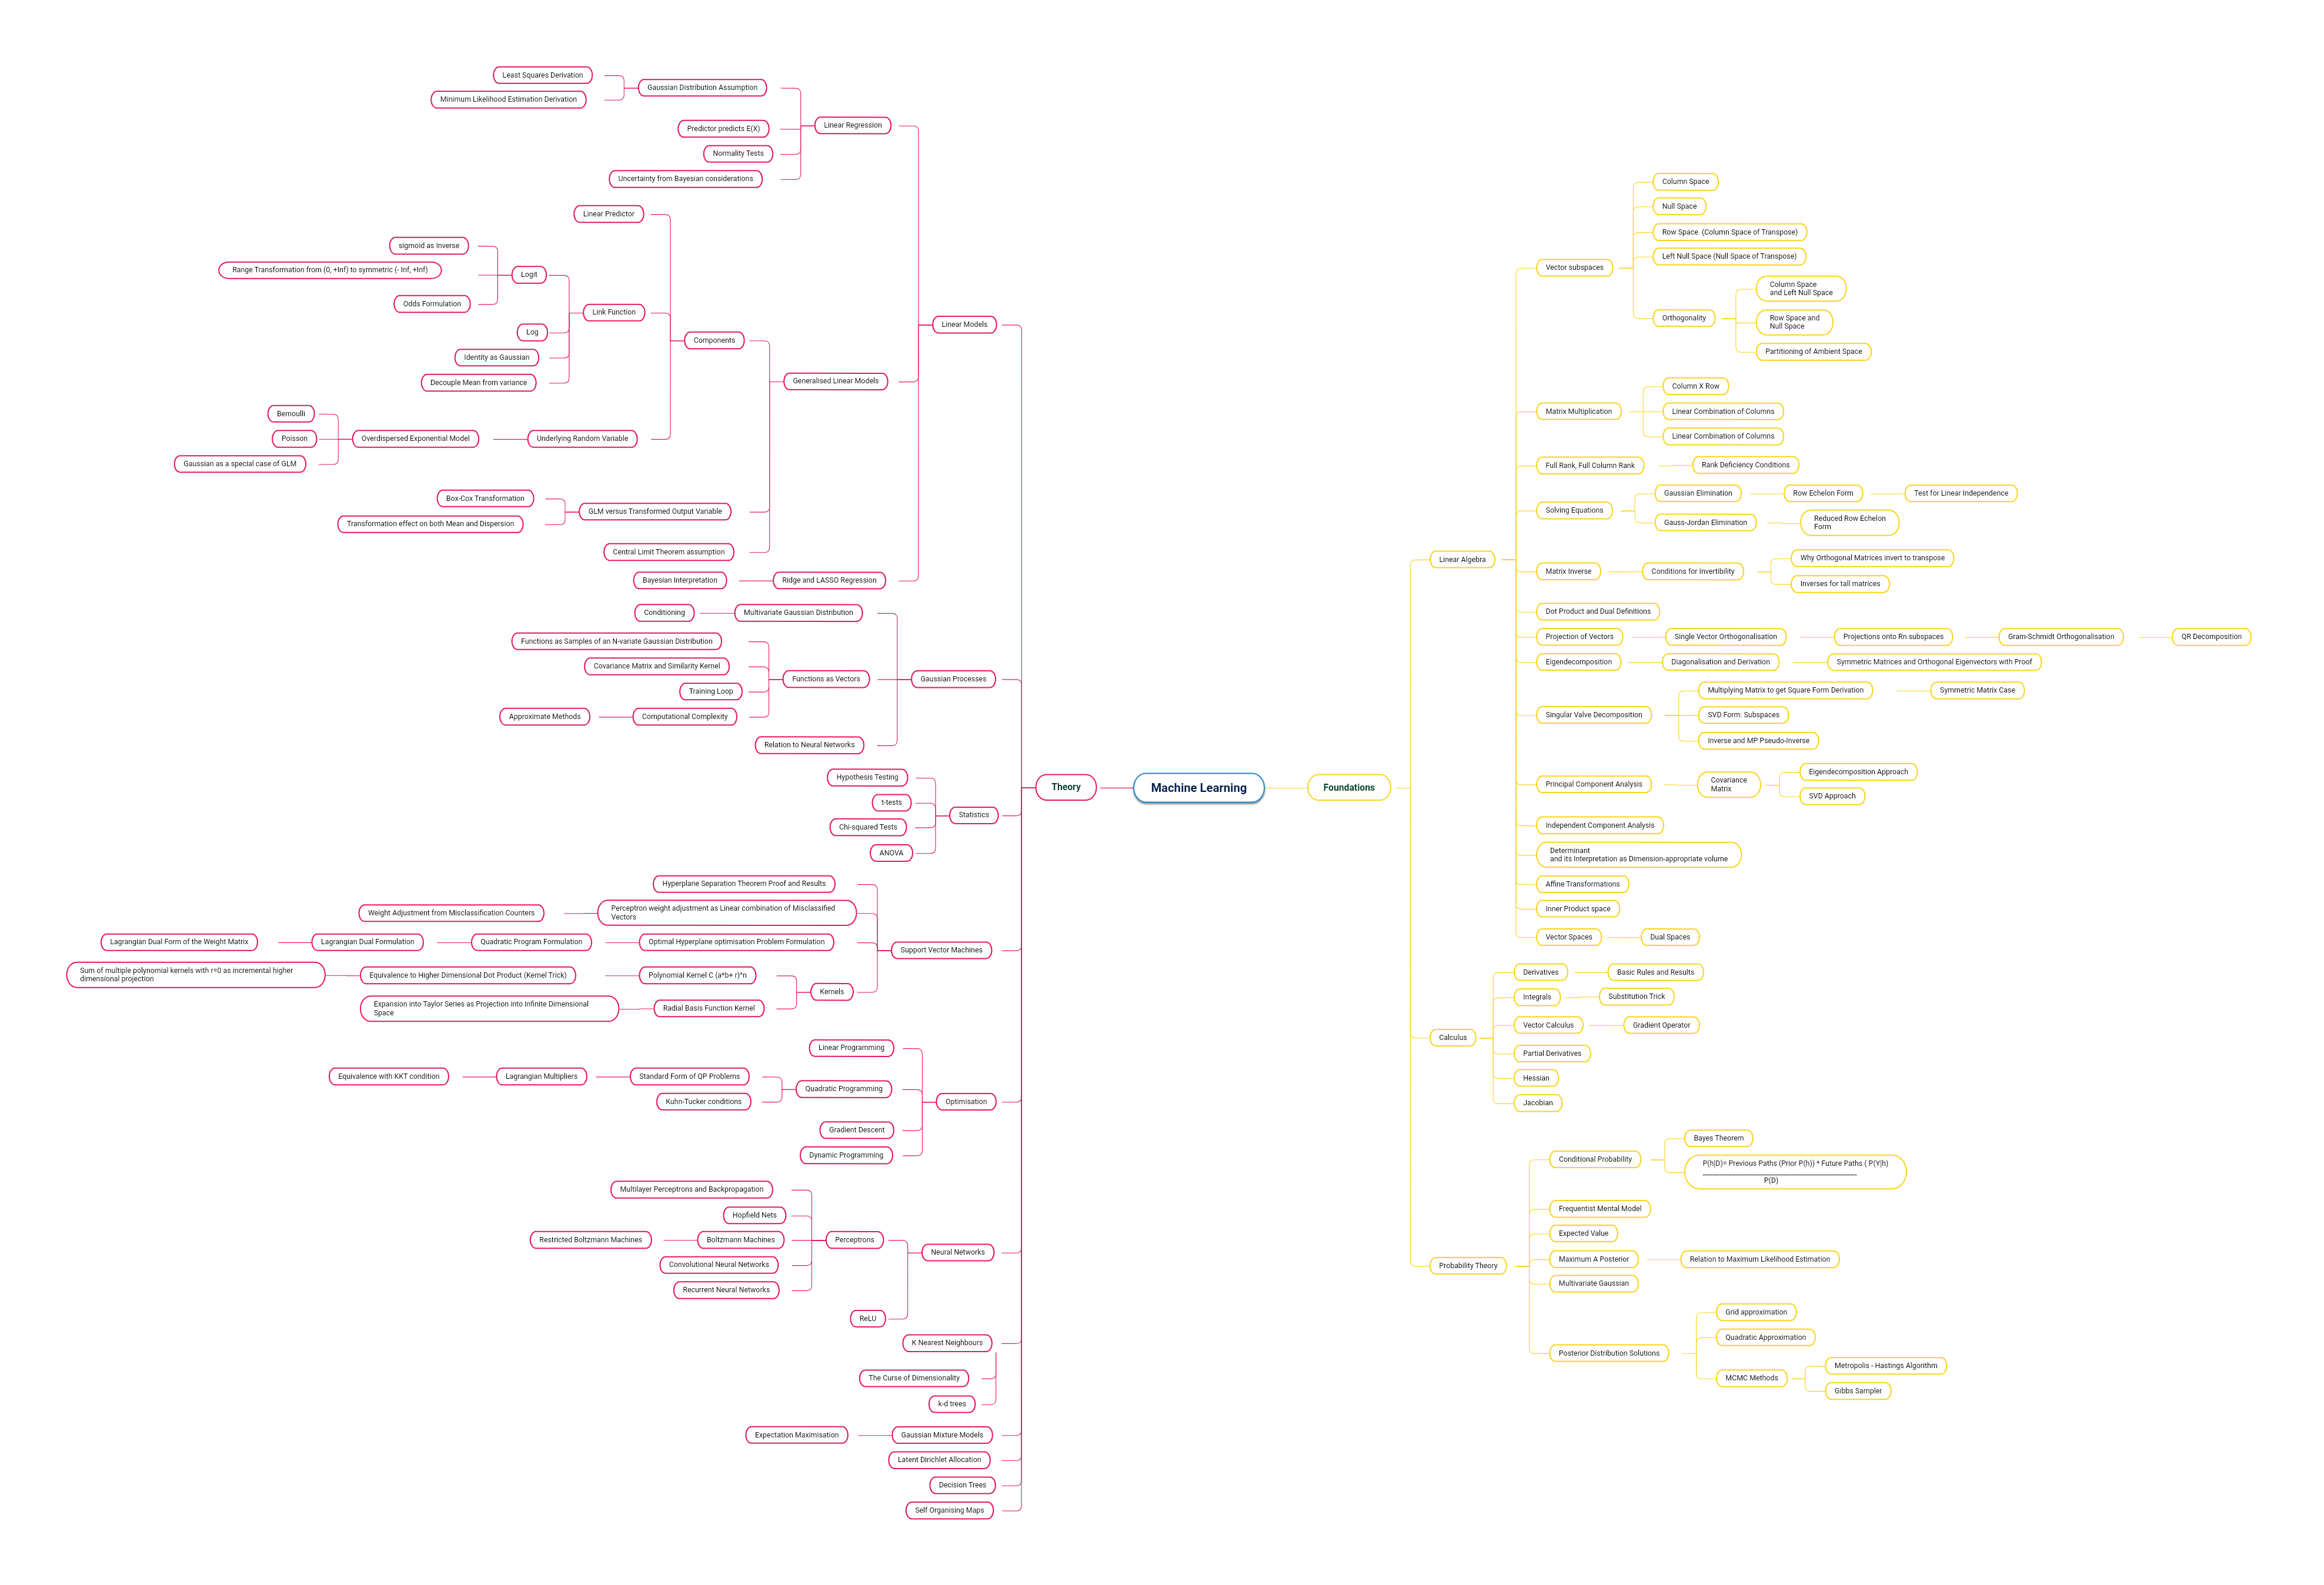 Machine Learning
Theory
Linear Models
Linear Regression
Gaussian Distribution Assumption
Least Squares Derivation
Minimum Likelihood Estimation Derivation
Predictor predicts E(X)
Normality Tests
Uncertainty from Bayesian considerations
Generalised Linear Models
Components
Linear Predictor
Link Function
Logit
sigmoid as Inverse
Range Transformation from (0, +Inf) to symmetric (- Inf, +Inf)
Odds Formulation
Log
Identity as Gaussian
Decouple Mean from variance
Underlying Random Variable
Overdispersed Exponential Model
Bernoulli
Poisson
Gaussian as a special case of GLM
GLM versus Transformed Output Variable
Box-Cox Transformation
Transformation effect on both Mean and Dispersion
Central Limit Theorem assumption
Ridge and LASSO Regression
Bayesian Interpretation
Gaussian Processes
Multivariate Gaussian Distribution
Conditioning
Functions as Vectors
Functions as Samples of an N-variate Gaussian Distribution
Covariance Matrix and Similarity Kernel
Training Loop
Computational Complexity
Approximate Methods
Relation to Neural Networks
Statistics
Hypothesis Testing
t-tests
Chi-squared Tests
ANOVA
Support Vector Machines
Hyperplane Separation Theorem Proof and Results
Perceptron weight adjustment as Linear combination of Misclassified
Vectors
Weight Adjustment from Misclassification Counters
Optimal Hyperplane optimisation Problem Formulation
Quadratic Program Formulation
Lagrangian Dual Formulation
Lagrangian Dual Form of the Weight Matrix
Kernels
Polynomial Kernel C (a*b+ r)^n
Equivalence to Higher Dimensional Dot Product (Kernel Trick)
Sum of multiple polynomial kernels with r=0 as incremental higher
dimensional projection
Radial Basis Function Kernel
Expansion into Taylor Series as Projection into Infinite Dimensional
Space
Optimisation
Linear Programming
Quadratic Programming
Standard Form of QP Problems
Lagrangian Multipliers
Equivalence with KKT condition
Kuhn-Tucker conditions
Gradient Descent
Dynamic Programming
Neural Networks
Perceptrons
Multilayer Perceptrons and Backpropagation
Hopfield Nets
Boltzmann Machines
Restricted Boltzmann Machines
Convolutional Neural Networks
Recurrent Neural Networks
ReLU
K Nearest Neighbours
The Curse of Dimensionality
k-d trees
Gaussian Mixture Models
Expectation Maximisation
Latent Dirichlet Allocation
Decision Trees
Self Organising Maps
Foundations
Linear Algebra
Vector subspaces
Column Space
Null Space
Row Space (Column Space of Transpose)
Left Null Space (Null Space of Transpose)
Orthogonality
Column Space
and Left Null Space
Row Space and
Null Space
Partitioning of Ambient Space
Matrix Multiplication
Column X Row
Linear Combination of Columns
Linear Combination of Columns
Full Rank, Full Column Rank
Rank Deficiency Conditions
Solving Equations
Gaussian Elimination
Row Echelon Form
Test for Linear Independence
Gauss-Jordan Elimination
Reduced Row Echelon
Form
Matrix Inverse
Conditions for Invertibility
Why Orthogonal Matrices invert to transpose
Inverses for tall matrices
Dot Product and Dual Definitions
Projection of Vectors
Single Vector Orthogonalisation
Projections onto Rn subspaces
Gram-Schmidt Orthogonalisation
QR Decomposition
Eigendecomposition
Diagonalisation and Derivation
Symmetric Matrices and Orthogonal Eigenvectors with Proof
Singular Valve Decomposition
Multiplying Matrix to get Square Form Derivation
Symmetric Matrix Case
SVD Form: Subspaces
Inverse and MP Pseudo-Inverse
Principal Component Analysis
Covariance
Matrix
Eigendecomposition Approach
SVD Approach
Independent Component Analysis
Determinant
and its Interpretation as Dimension-appropriate volume
Affine Transformations
Inner Product space
Vector Spaces
Dual Spaces
Calculus
Derivatives
Basic Rules and Results
Integrals
Substitution Trick
Vector Calculus
Gradient Operator
Partial Derivatives
Hessian
Jacobian
Probability Theory
Conditional Probability
Bayes Theorem
P(h|D)= Previous Paths (Prior P(h)) * Future Paths ( P(Y|h)
P(D)
Frequentist Mental Model
Expected Value
Maximum A Posterior
Relation to Maximum Likelihood Estimation
Multivariate Gaussian
Posterior Distribution Solutions
Grid approximation
Quadratic Approximation
MCMC Methods
Metropolis - Hastings Algorithm
Gibbs Sampler